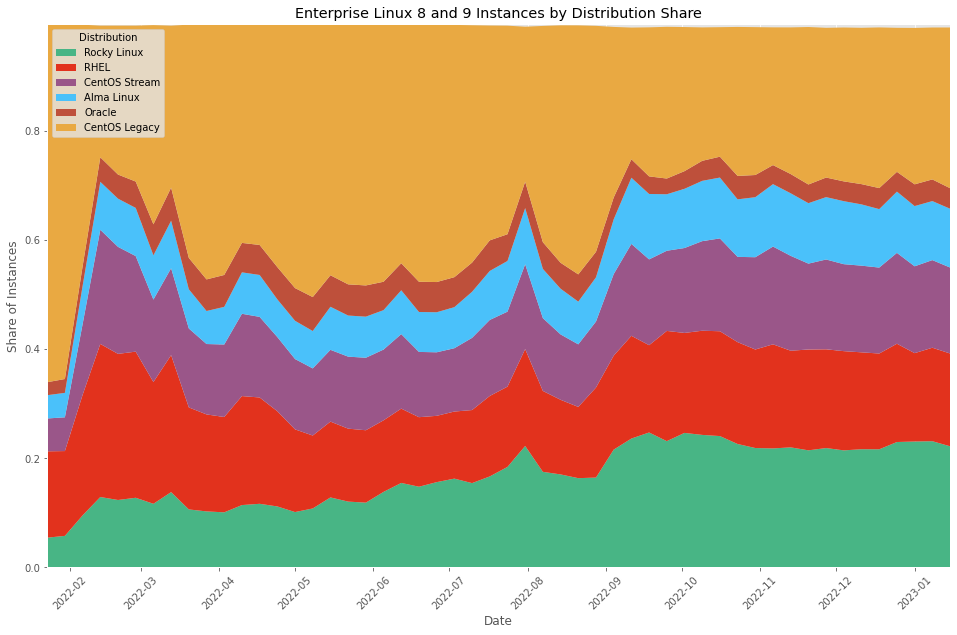 Enterprise Linux 8 and 9 Instances by Distribution Share
Distribution
Rocky Linux
RHEL
CentOS Stream
Alma Linux
Oracle
CentOS Legacy
Share of Instances
0.8
0.6
0.4
0.2
0.0
2022-02
2022-03
2022-04
2022-05
2022-06
2022-07
2022-08
2022-09
2022-10
2022-11
2022-12
2023-01
Date